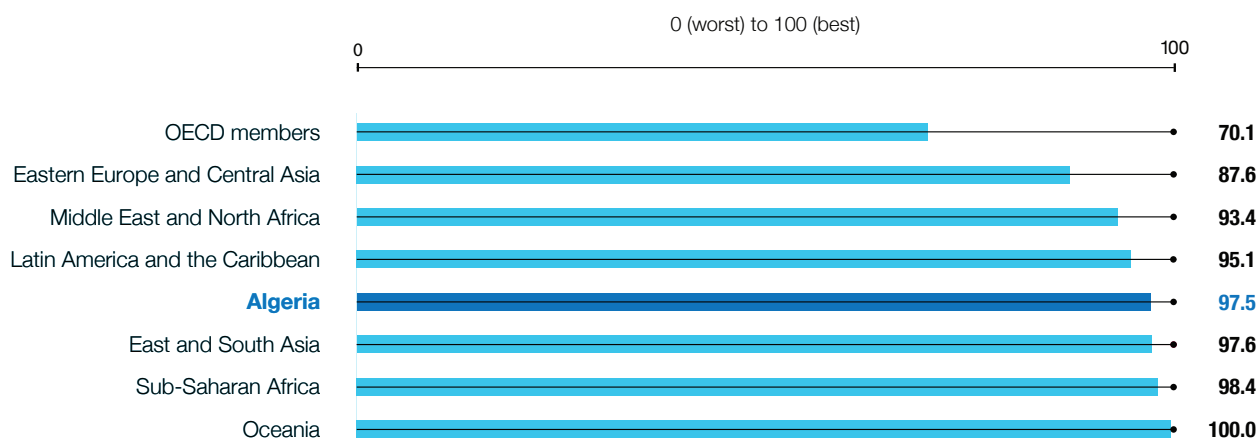 0 (worst) to 100 (best)
0 100
OECD members 70.1
Eastern Europe and Central Asia 87.6
Middle East and North Africa 93.4
Latin America and the Caribbean 95.1
Algeria 97.5
East and South Asia 97.6
Sub-Saharan Africa 98.4
Oceania 100.0